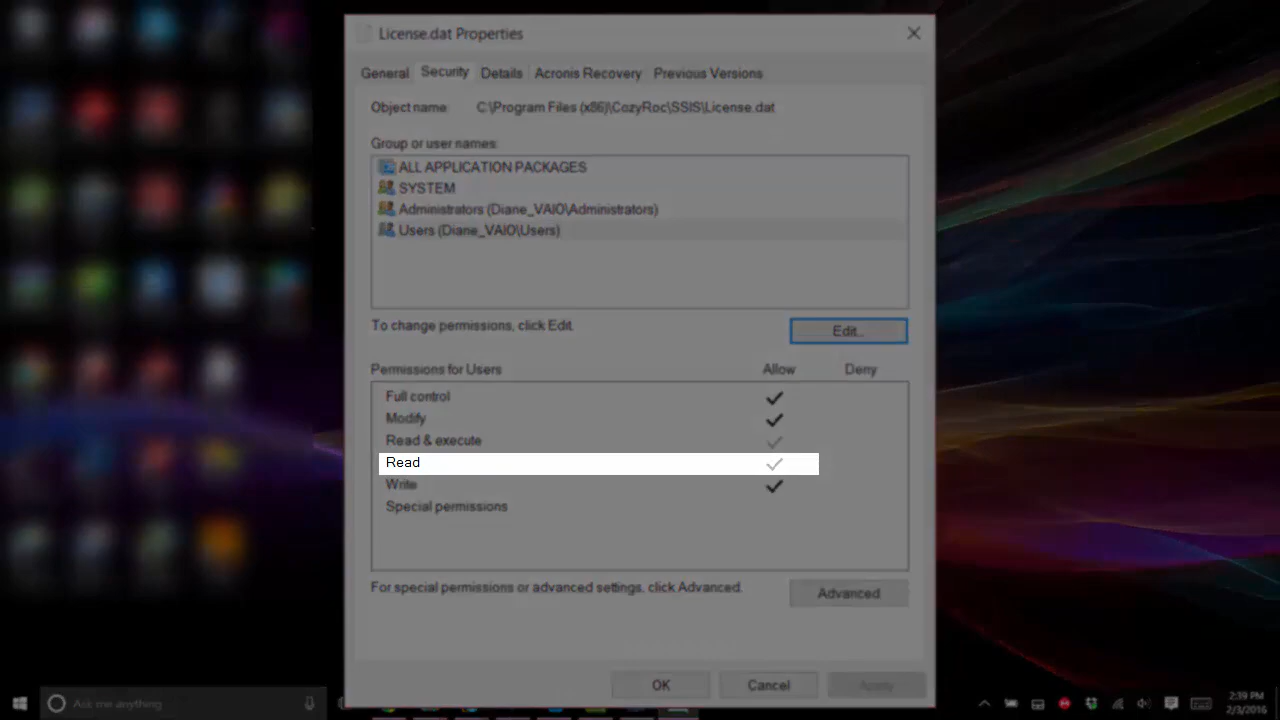 License.dat Properties
General Security Details Acronis Recovery Previous Versions
Object name: C:\Program Files (x86)\CozyRoc\SSIS\License.dat
Group or user names:
ALL APPLICATION PACKAGES
SYSTEM
Administrators (Diane_VAIO\Administrators)
Users (Diane_VAIO\Users)
To change permissions, click Edit.
Edit...
Permissions for Users Allow Deny
Full control
Modify
Read & execute
Read
Write
Special permissions
For special permissions or advanced settings, click Advanced.
Advanced
OK Cancel Apply
Ask me anything
2:39 PM
2/3/2016